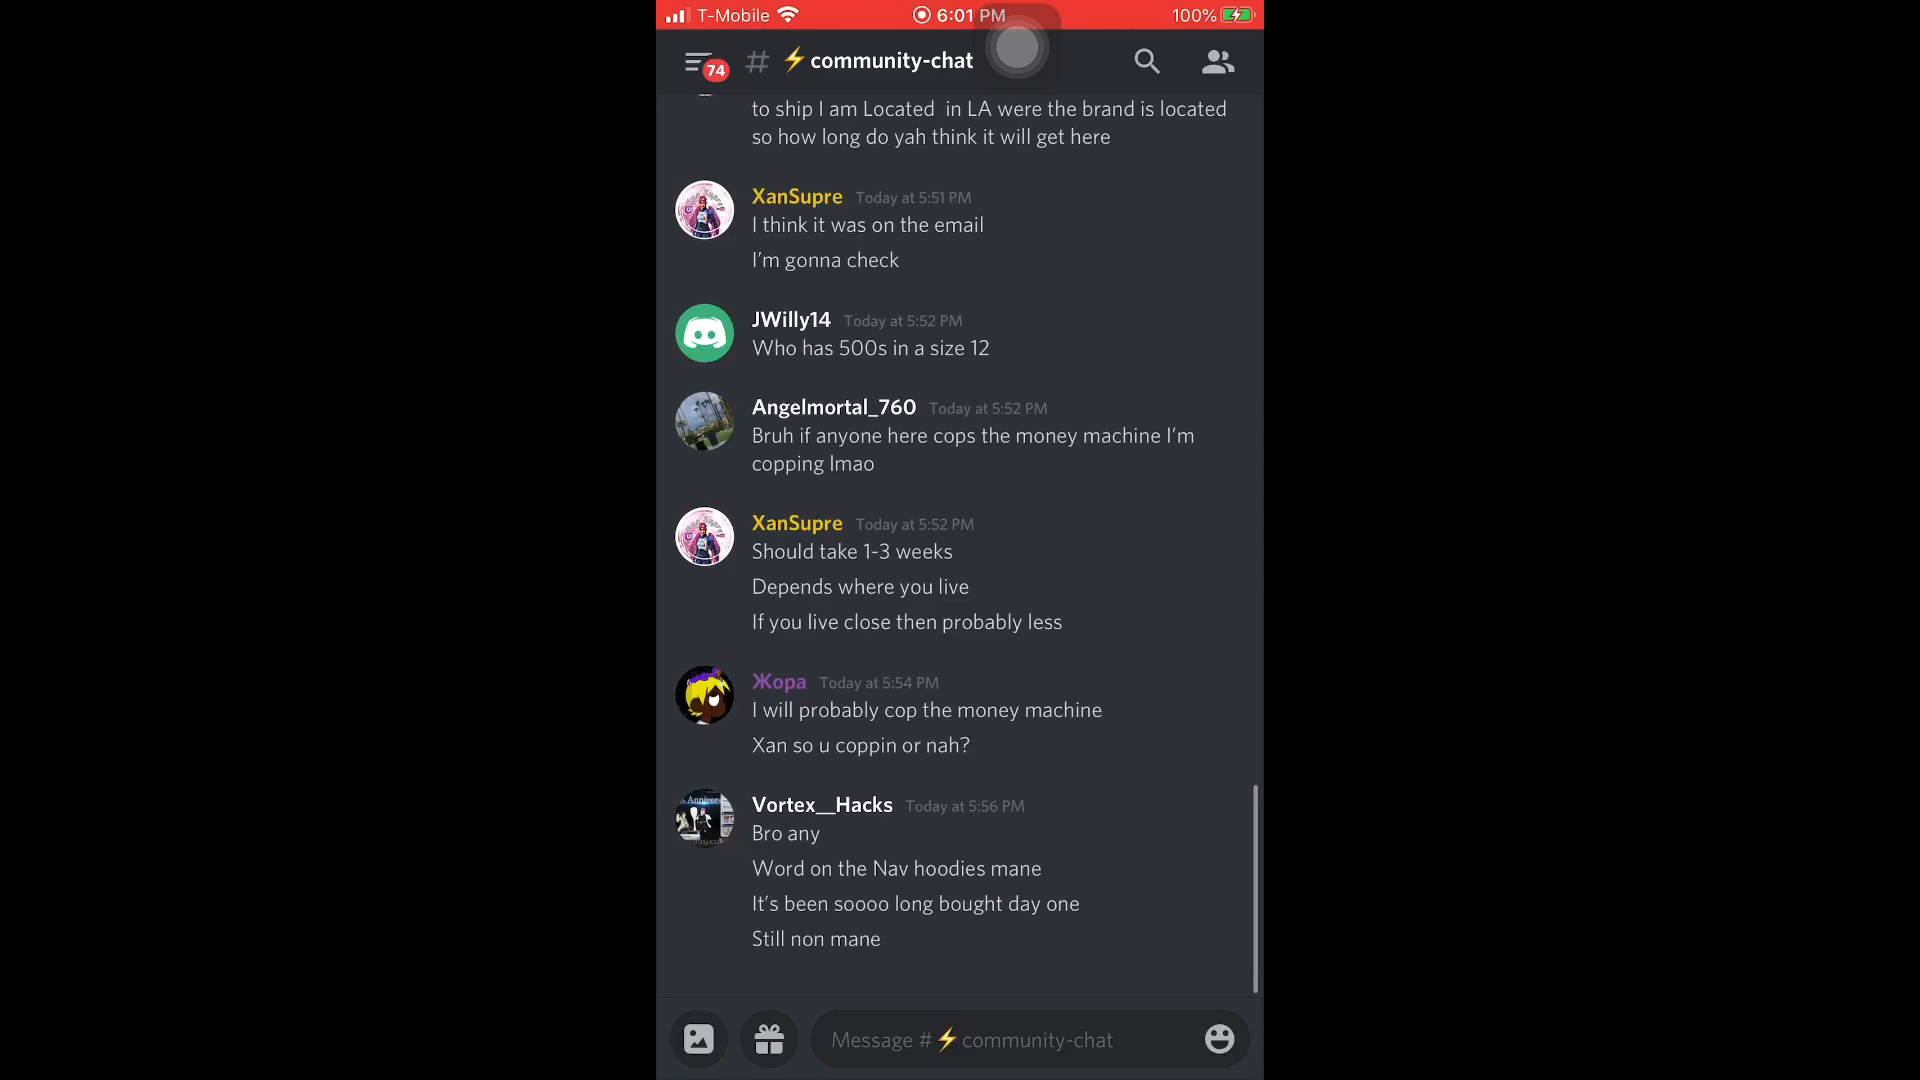 T-Mobile 6:01 PM 100%
74 # ⚡community-chat
to ship I am Located in LA were the brand is located
so how long do yah think it will get here
XanSupre Today at 5:51 PM
I think it was on the email
I'm gonna check
JWilly14 Today at 5:52 PM
Who has 500s in a size 12
Angelmortal_760 Today at 5:52 PM
Bruh if anyone here cops the money machine I'm
copping lmao
XanSupre Today at 5:52 PM
Should take 1-3 weeks
Depends where you live
If you live close then probably less
Жора Today at 5:54 PM
I will probably cop the money machine
Xan so u coppin or nah?
Vortex__Hacks Today at 5:56 PM
Bro any
Word on the Nav hoodies mane
It's been soooo long bought day one
Still non mane
Message #⚡community-chat